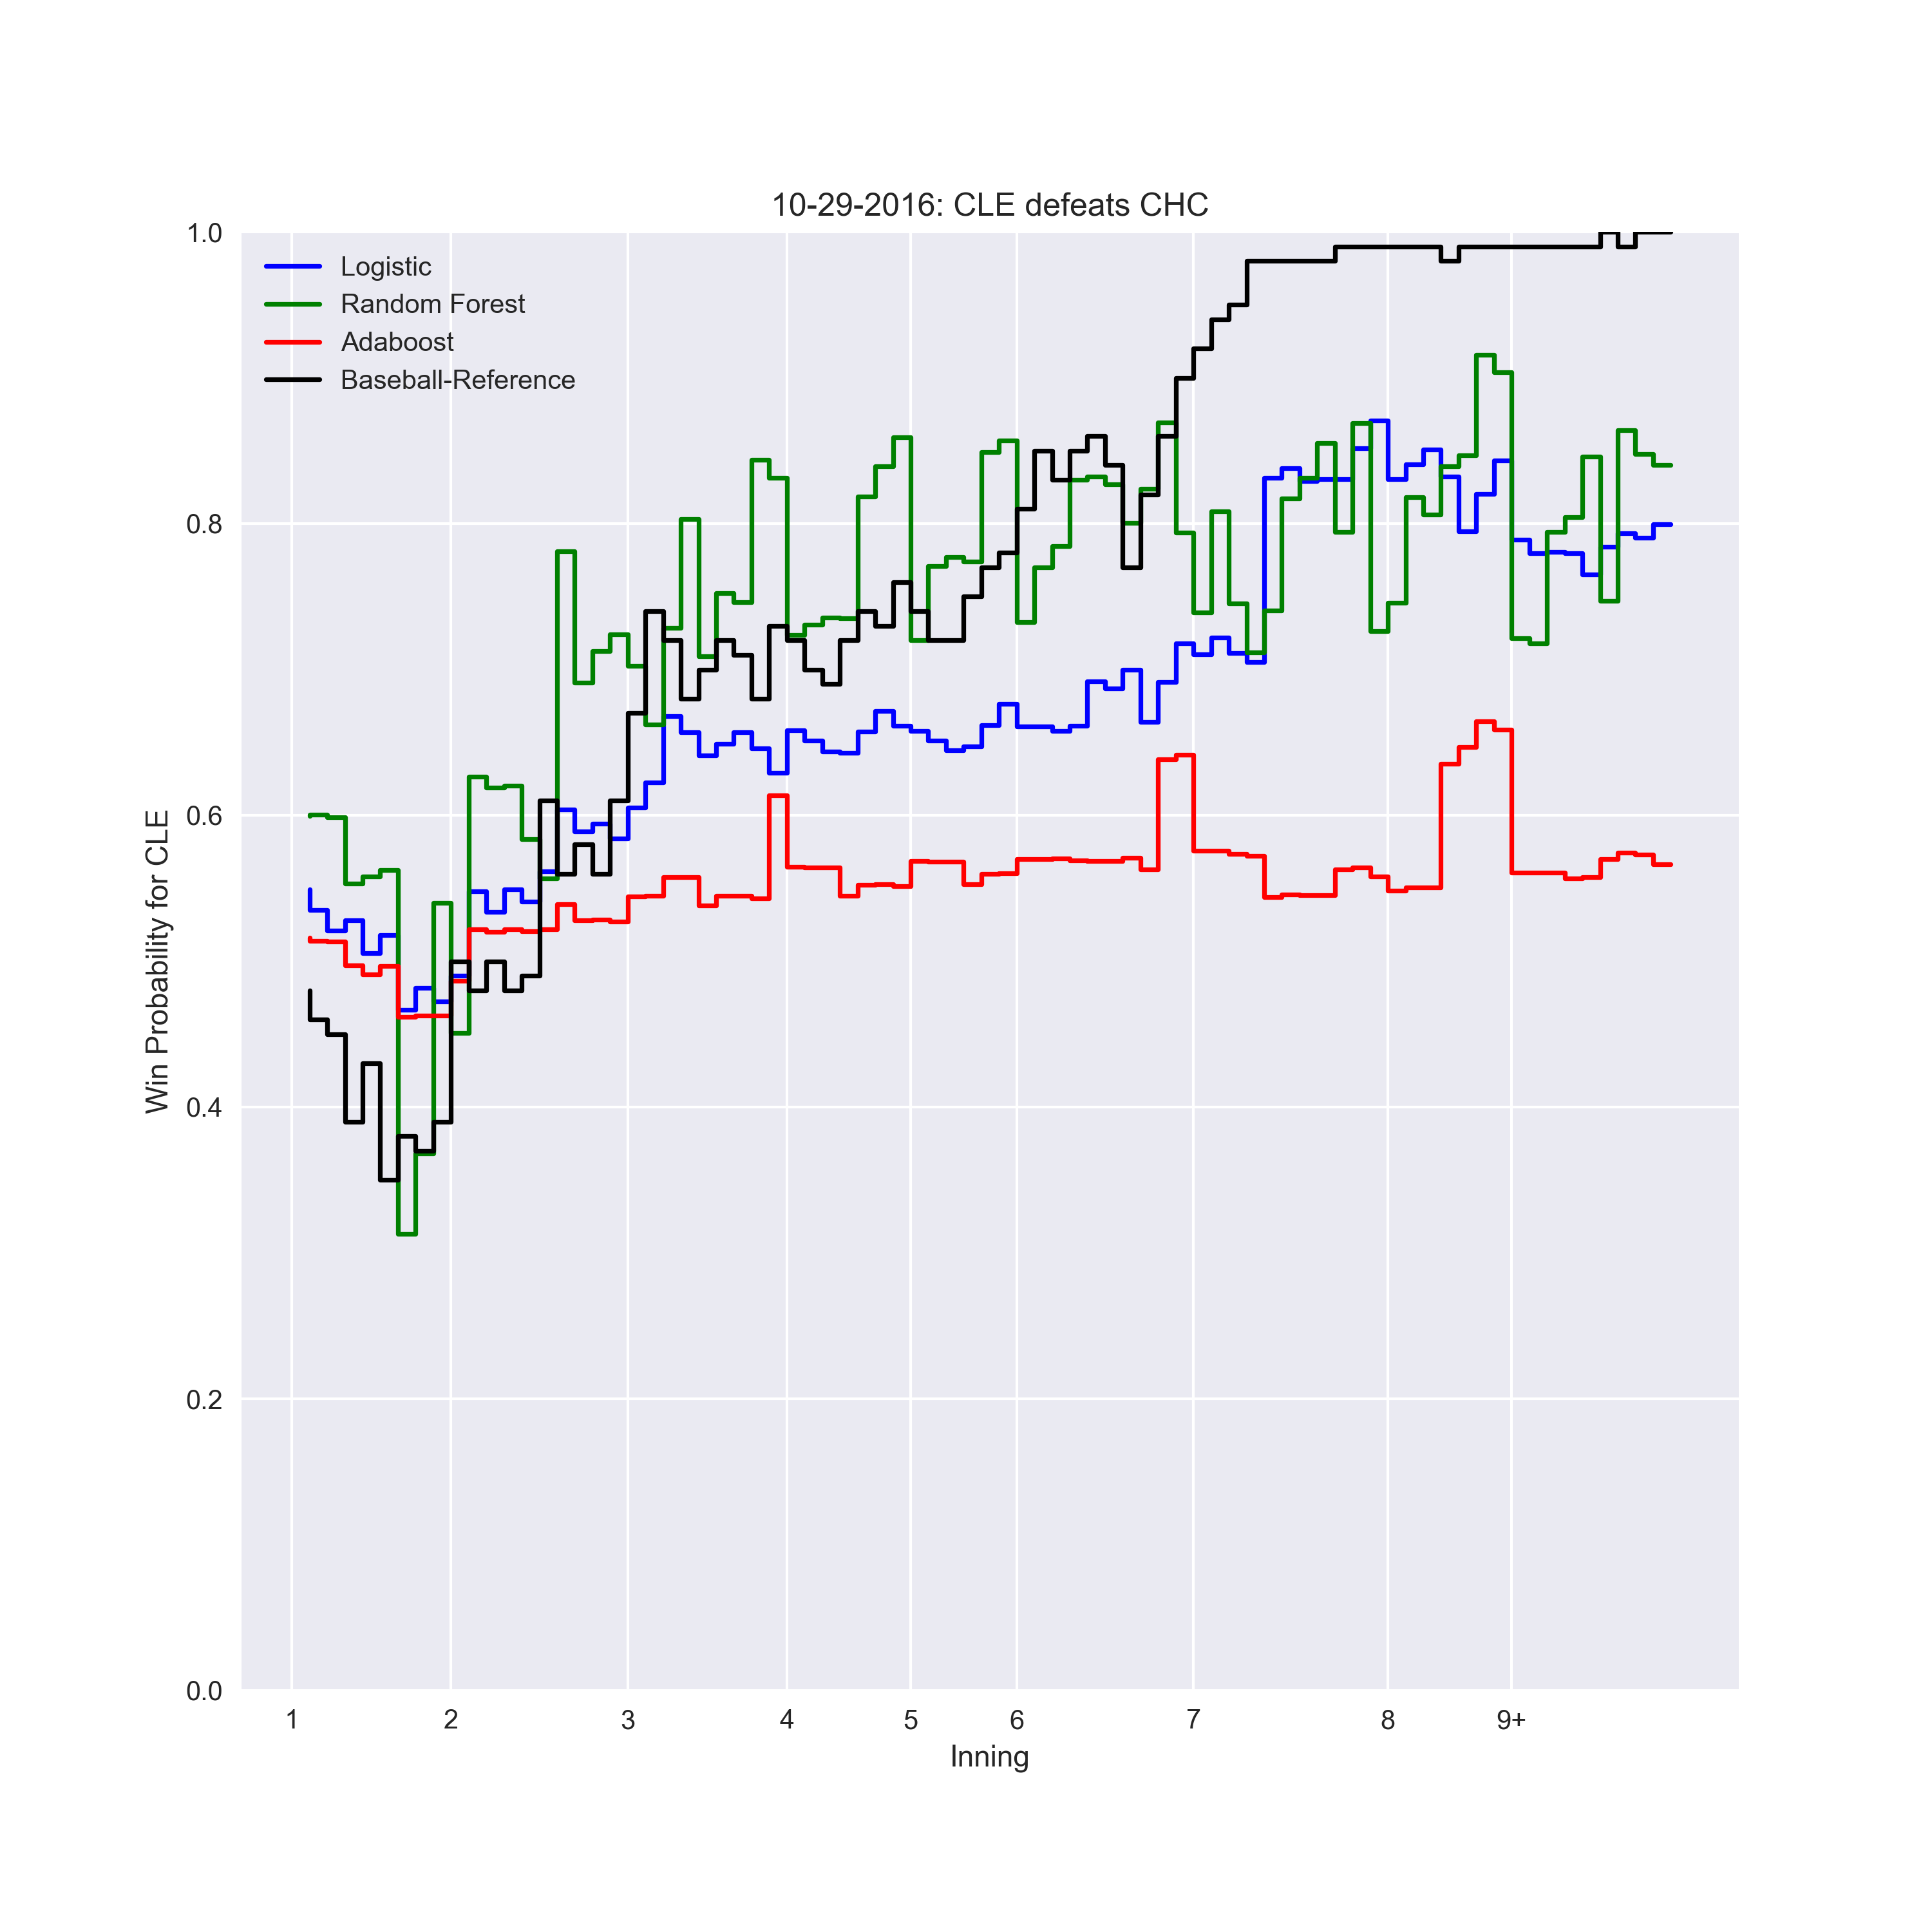 10-29-2016: CLE defeats CHC
Logistic
Random Forest
Adaboost
Baseball-Reference
Win Probability for CLE
1.0
0.8
0.6
0.4
0.2
0.0
1 2 3 4 5 6 7 8 9+
Inning